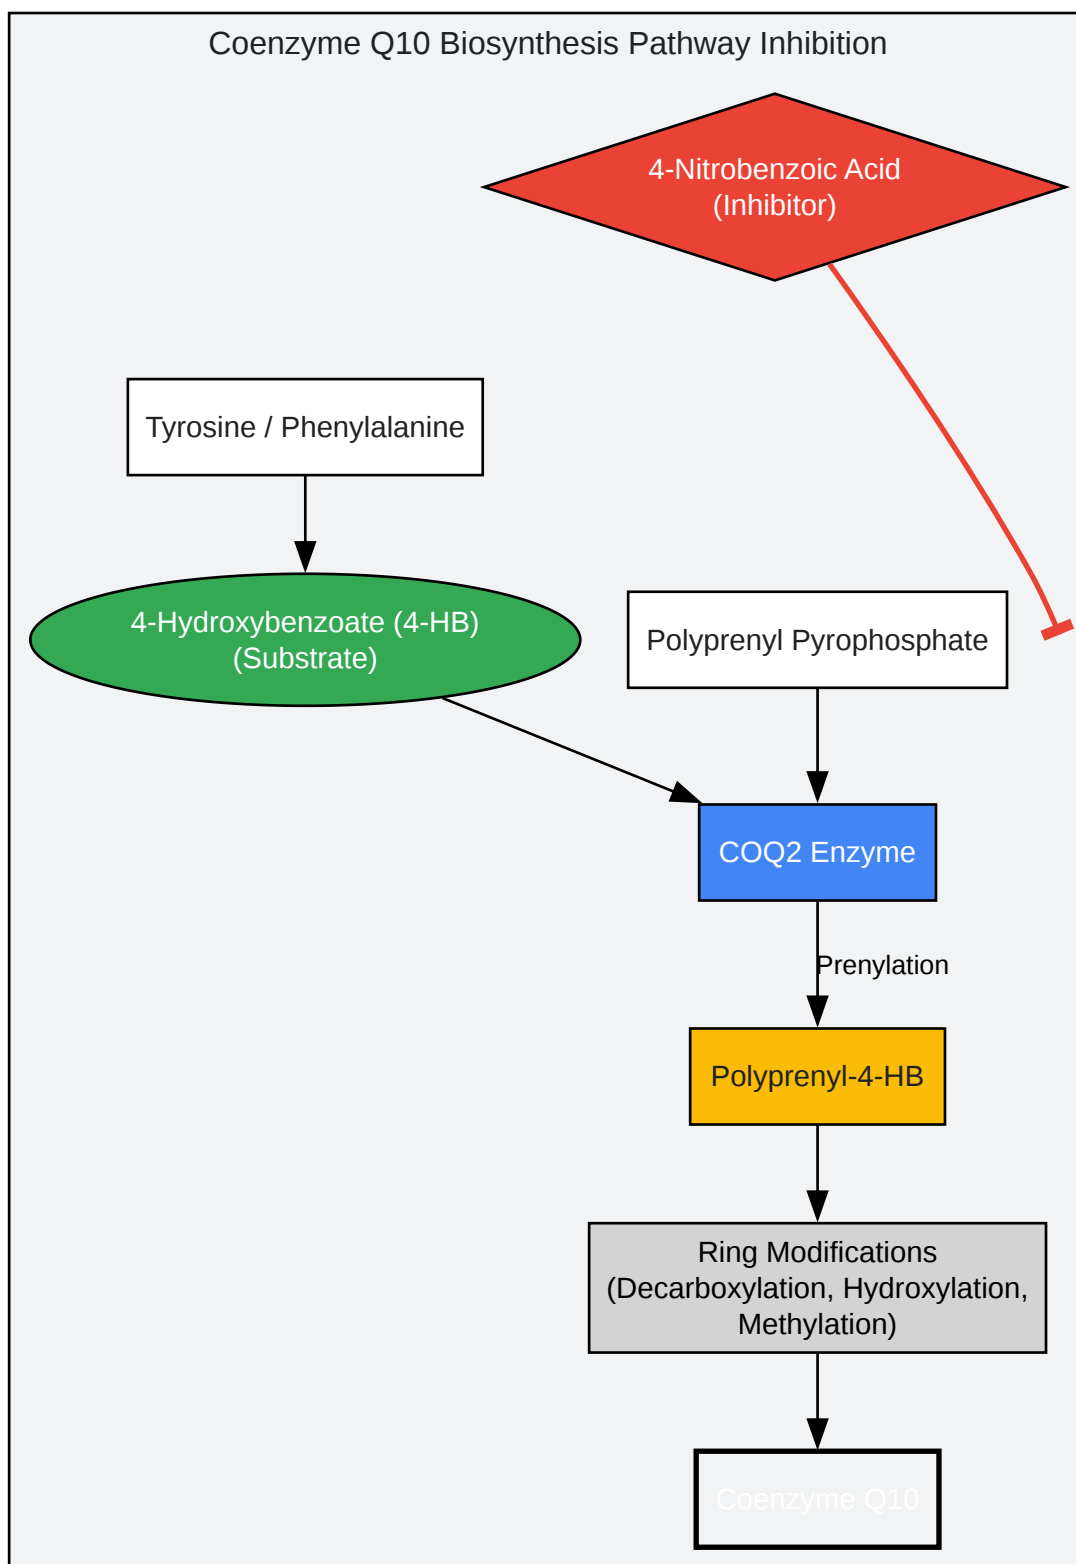 Coenzyme Q10 Biosynthesis Pathway Inhibition
4-Nitrobenzoic Acid
(Inhibitor)
Tyrosine / Phenylalanine
4-Hydroxybenzoate (4-HB)
(Substrate)
Polyprenyl Pyrophosphate
COQ2 Enzyme
Prenylation
Polyprenyl-4-HB
Ring Modifications
(Decarboxylation, Hydroxylation,
Methylation)
Coenzyme Q10